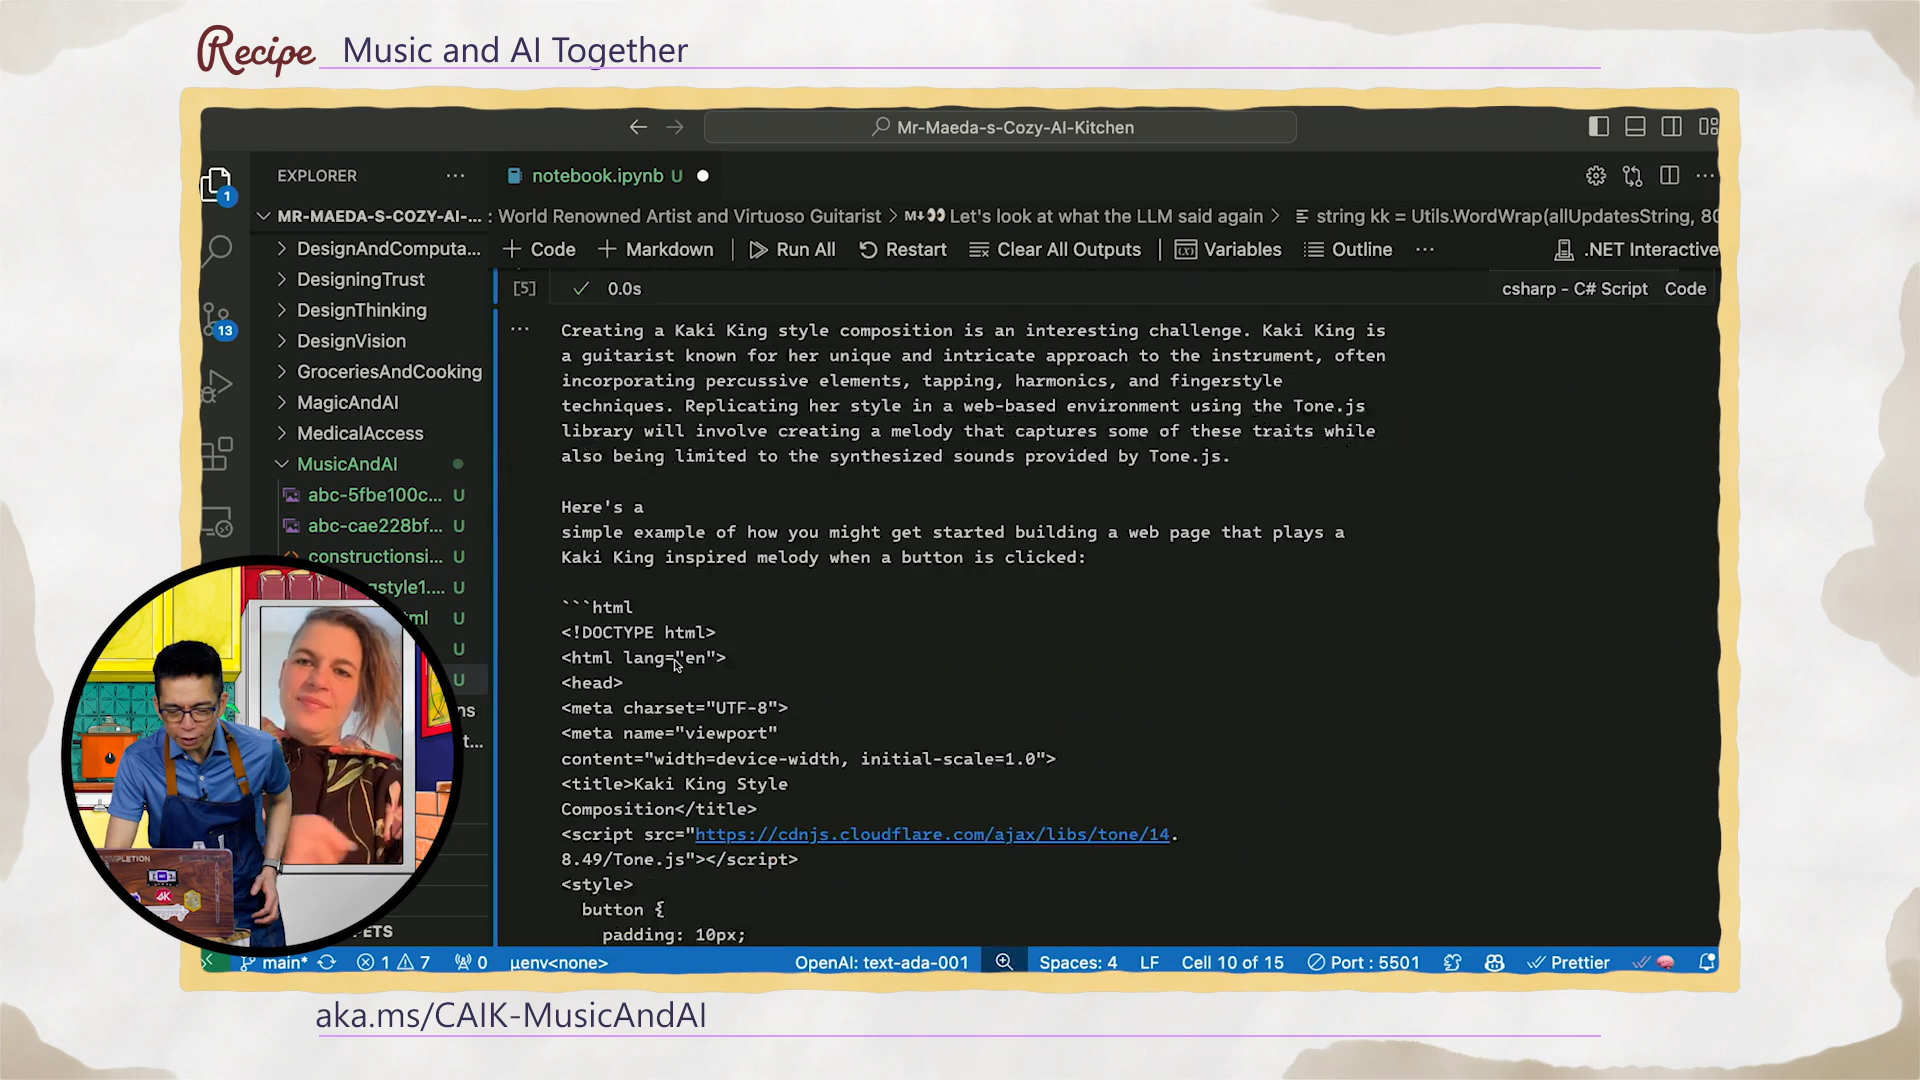 Recipe Music and AI Together
Mr-Maeda-s-Cozy-AI-Kitchen
1
EXPLORER ...
notebook.ipynb U
MR-MAEDA-S-COZY-AI-...
: World Renowned Artist and Virtuoso Guitarist > M↓👀 Let's look at what the LLM said again > string kk = Utils.WordWrap(allUpdatesString, 80
+ Code + Markdown Run All Restart Clear All Outputs Variables Outline ... .NET Interactive
DesignAndComputa...
DesigningTrust
DesignThinking
DesignVision
GroceriesAndCooking
MagicAndAI
MedicalAccess
MusicAndAI
abc-5fbe100c... U
abc-cae228bf... U
constructionsi... U
gstyle1.... U
ml U
U
U
ns
t...
PETS
13
[5] ✓ 0.0s csharp - C# Script Code
Creating a Kaki King style composition is an interesting challenge. Kaki King is
a guitarist known for her unique and intricate approach to the instrument, often
incorporating percussive elements, tapping, harmonics, and fingerstyle
techniques. Replicating her style in a web-based environment using the Tone.js
library will involve creating a melody that captures some of these traits while
also being limited to the synthesized sounds provided by Tone.js.
Here's a
simple example of how you might get started building a web page that plays a
Kaki King inspired melody when a button is clicked:
```html
<!DOCTYPE html>
<html lang="en">
<head>
<meta charset="UTF-8">
<meta name="viewport"
content="width=device-width, initial-scale=1.0">
<title>Kaki King Style
Composition</title>
<script src="https://cdnjs.cloudflare.com/ajax/libs/tone/14.
8.49/Tone.js"></script>
<style>
button {
padding: 10px;
main* 1 7 0 µenv<none> OpenAI: text-ada-001 Spaces: 4 LF Cell 10 of 15 Port : 5501 Prettier
aka.ms/CAIK-MusicAndAI